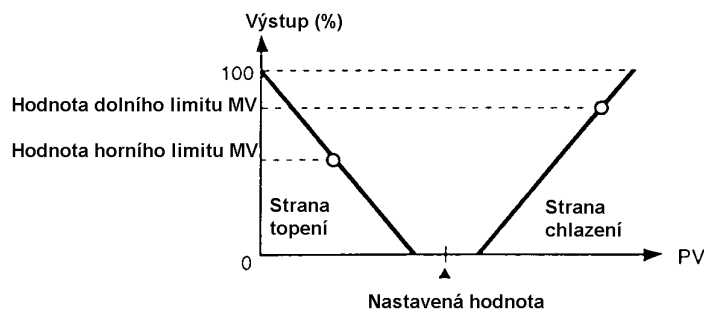 Výstup (%)
100
Hodnota dolního limitu MV
Hodnota horního limitu MV
Strana
topení
Strana
chlazení
0
PV
Nastavená hodnota